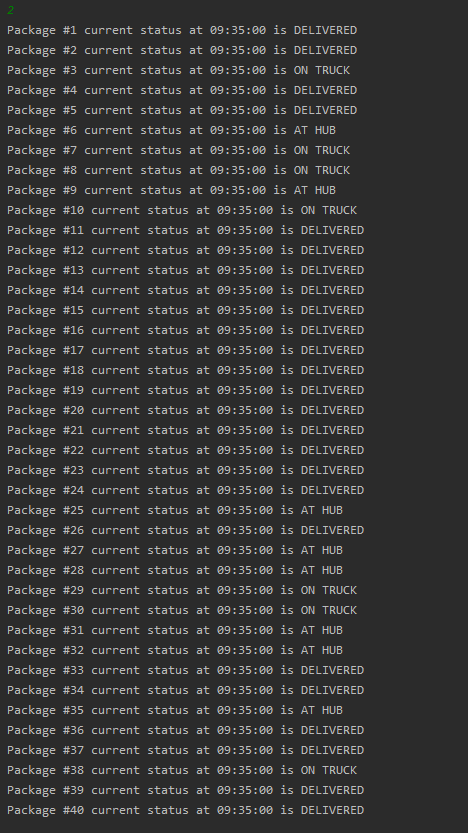 2
Package #1 current status at 09:35:00 is DELIVERED
Package #2 current status at 09:35:00 is DELIVERED
Package #3 current status at 09:35:00 is ON TRUCK
Package #4 current status at 09:35:00 is DELIVERED
Package #5 current status at 09:35:00 is DELIVERED
Package #6 current status at 09:35:00 is AT HUB
Package #7 current status at 09:35:00 is ON TRUCK
Package #8 current status at 09:35:00 is ON TRUCK
Package #9 current status at 09:35:00 is AT HUB
Package #10 current status at 09:35:00 is ON TRUCK
Package #11 current status at 09:35:00 is DELIVERED
Package #12 current status at 09:35:00 is DELIVERED
Package #13 current status at 09:35:00 is DELIVERED
Package #14 current status at 09:35:00 is DELIVERED
Package #15 current status at 09:35:00 is DELIVERED
Package #16 current status at 09:35:00 is DELIVERED
Package #17 current status at 09:35:00 is DELIVERED
Package #18 current status at 09:35:00 is DELIVERED
Package #19 current status at 09:35:00 is DELIVERED
Package #20 current status at 09:35:00 is DELIVERED
Package #21 current status at 09:35:00 is DELIVERED
Package #22 current status at 09:35:00 is DELIVERED
Package #23 current status at 09:35:00 is DELIVERED
Package #24 current status at 09:35:00 is DELIVERED
Package #25 current status at 09:35:00 is AT HUB
Package #26 current status at 09:35:00 is DELIVERED
Package #27 current status at 09:35:00 is AT HUB
Package #28 current status at 09:35:00 is AT HUB
Package #29 current status at 09:35:00 is ON TRUCK
Package #30 current status at 09:35:00 is ON TRUCK
Package #31 current status at 09:35:00 is AT HUB
Package #32 current status at 09:35:00 is AT HUB
Package #33 current status at 09:35:00 is DELIVERED
Package #34 current status at 09:35:00 is DELIVERED
Package #35 current status at 09:35:00 is AT HUB
Package #36 current status at 09:35:00 is DELIVERED
Package #37 current status at 09:35:00 is DELIVERED
Package #38 current status at 09:35:00 is ON TRUCK
Package #39 current status at 09:35:00 is DELIVERED
Package #40 current status at 09:35:00 is DELIVERED